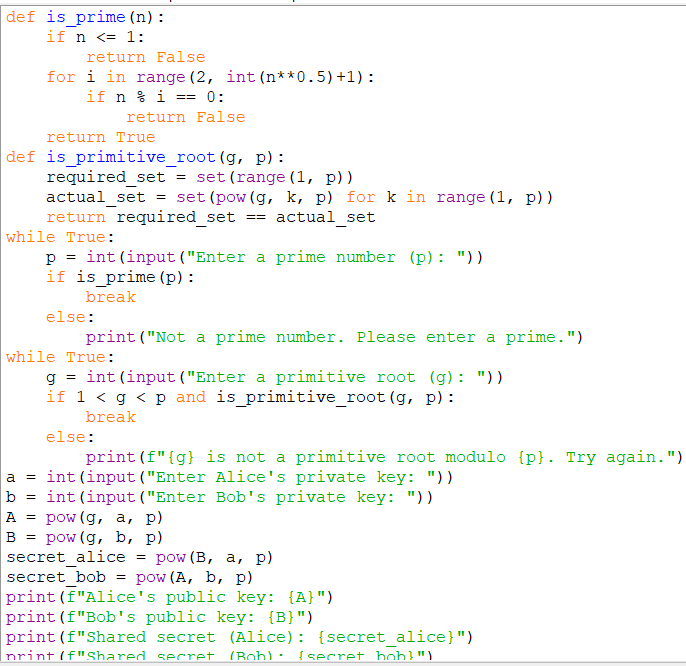 def is_prime(n):
    if n <= 1:
        return False
    for i in range(2, int(n**0.5)+1):
        if n % i == 0:
            return False
    return True
def is_primitive_root(g, p):
    required_set = set(range(1, p))
    actual_set = set(pow(g, k, p) for k in range(1, p))
    return required_set == actual_set
while True:
    p = int(input("Enter a prime number (p): "))
    if is_prime(p):
        break
    else:
        print("Not a prime number. Please enter a prime.")
while True:
    g = int(input("Enter a primitive root (g): "))
    if 1 < g < p and is_primitive_root(g, p):
        break
    else:
        print(f"{g} is not a primitive root modulo {p}. Try again.")
a = int(input("Enter Alice's private key: "))
b = int(input("Enter Bob's private key: "))
A = pow(g, a, p)
B = pow(g, b, p)
secret_alice = pow(B, a, p)
secret_bob = pow(A, b, p)
print(f"Alice's public key: {A}")
print(f"Bob's public key: {B}")
print(f"Shared secret (Alice): {secret_alice}")
print(f"Shared secret (Bob): {secret_bob}")